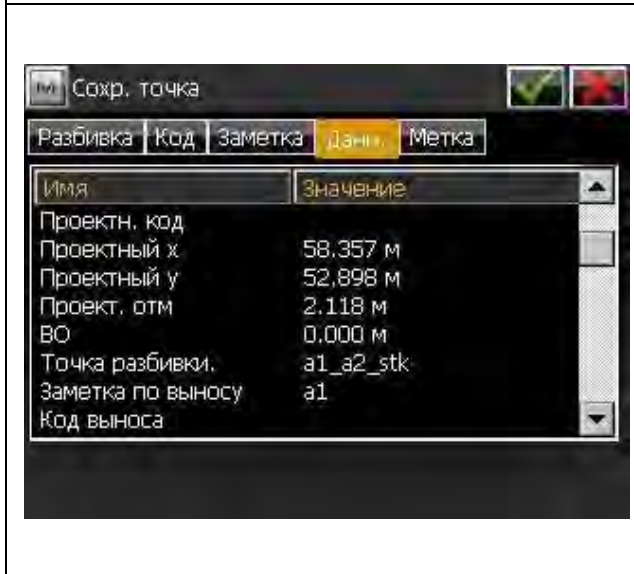 Сохр. точка
Разбивка Код Заметка Данн. Метка
Имя Значение
Проектн. код
Проектный x 58.357 м
Проектный y 52.898 м
Проект. отм 2.118 м
ВО 0.000 м
Точка разбивки. a1_a2_stk
Заметка по выносу a1
Код выноса